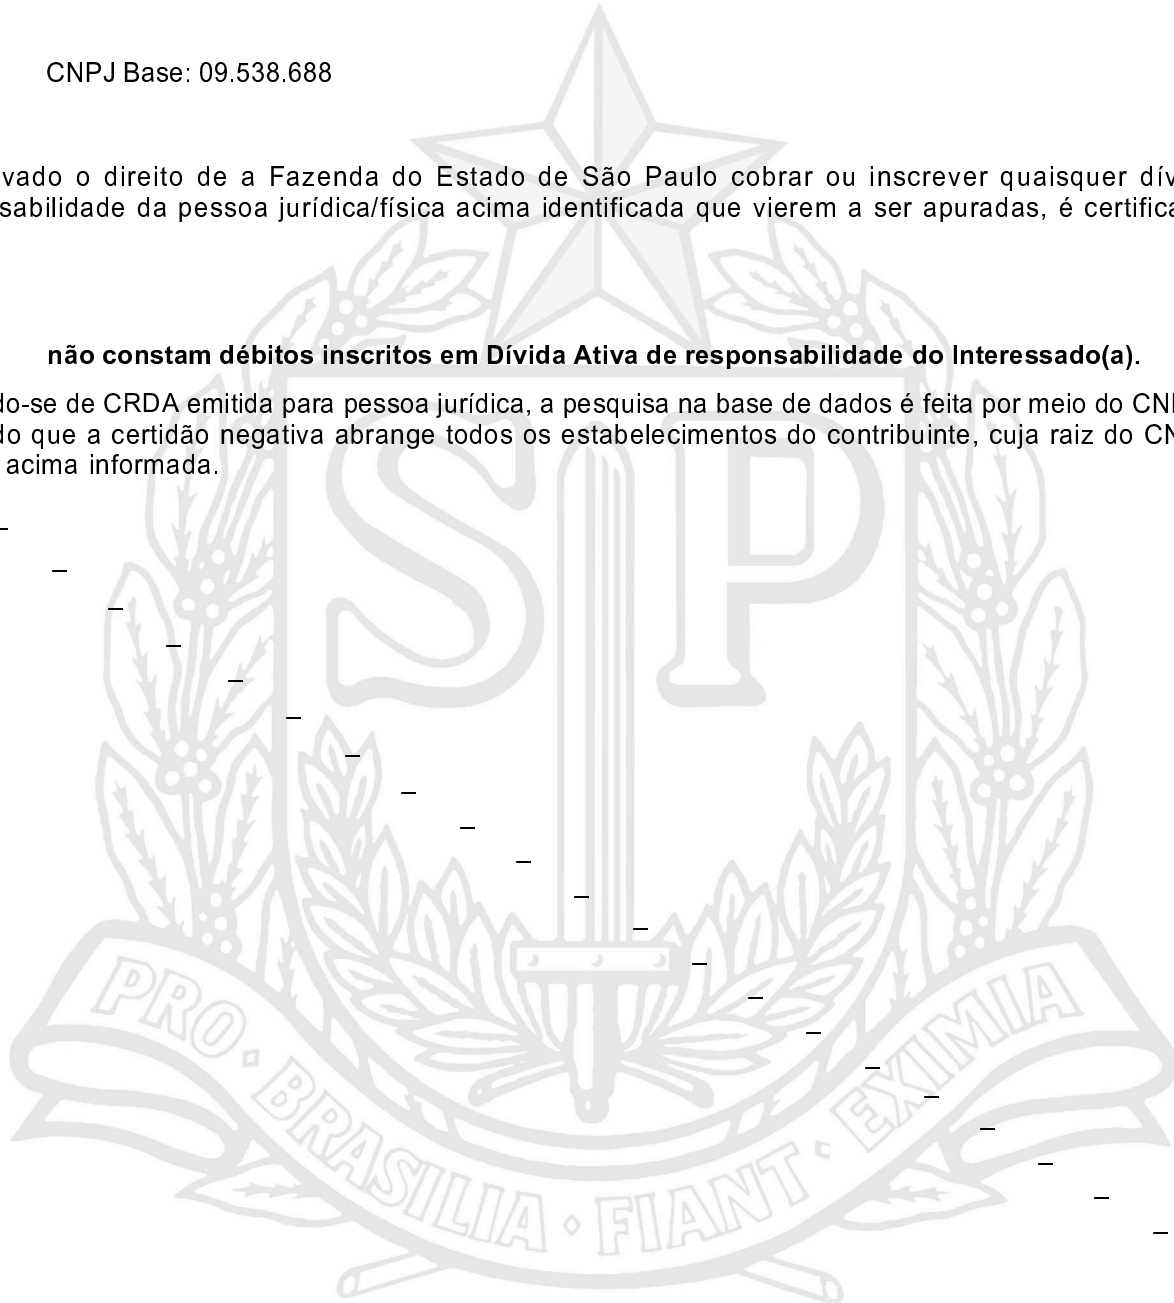 CNPJ Base: 09.538.688
vado o direito de a Fazenda do Estado de São Paulo cobrar ou inscrever quaisquer dív
sabilidade da pessoa jurídica/física acima identificada que vierem a ser apuradas, é certifica
não constam débitos inscritos em Dívida Ativa de responsabilidade do Interessado(a).
do-se de CRDA emitida para pessoa jurídica, a pesquisa na base de dados é feita por meio do CN
do que a certidão negativa abrange todos os estabelecimentos do contribuinte, cuja raiz do CN
acima informada.
SP
PRO BRASILIA FIANT EXIMIA